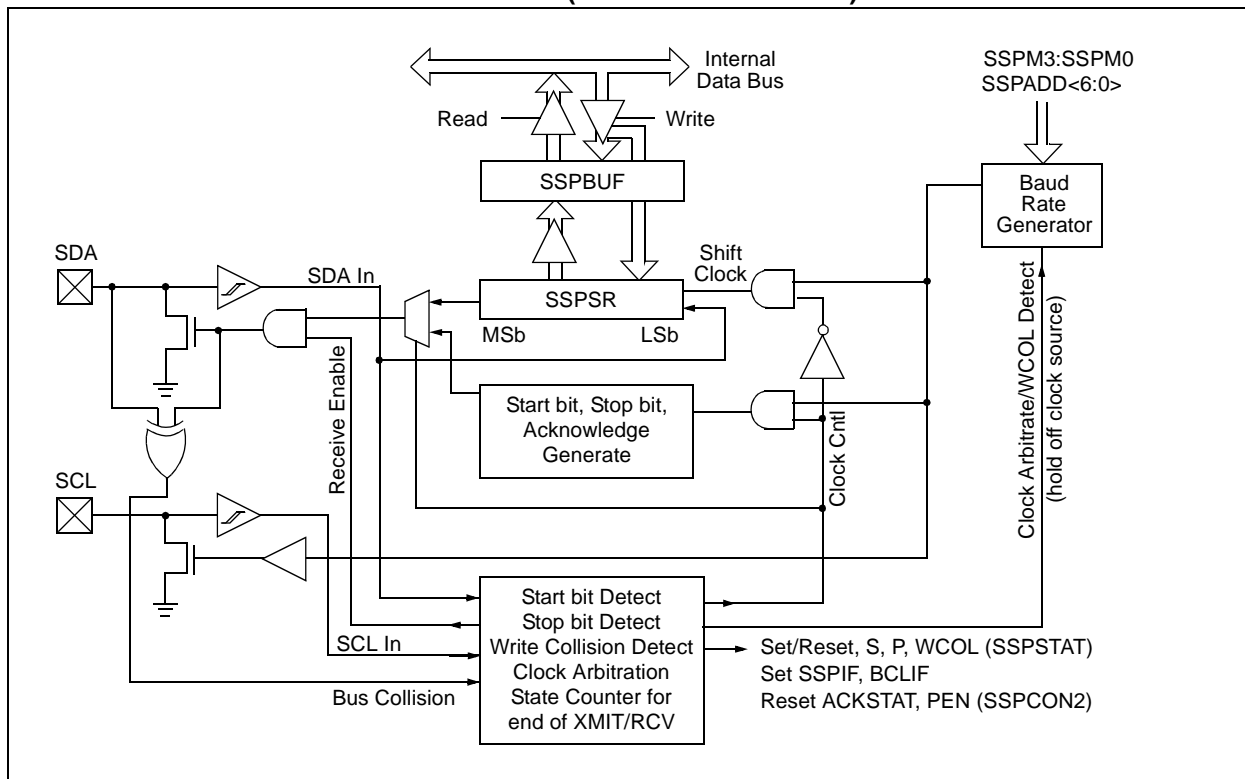 Internal
Data Bus
SSPM3:SSPM0
SSPADD<6:0>
Read
Write
SSPBUF
Baud
Rate
Generator
SDA
SDA In
Shift
Clock
SSPSR
MSb
LSb
Receive Enable
Start bit, Stop bit,
Acknowledge
Generate
Clock Cntl
Clock Arbitrate/WCOL Detect
(hold off clock source)
SCL
SCL In
Bus Collision
Start bit Detect
Stop bit Detect
Write Collision Detect
Clock Arbitration
State Counter for
end of XMIT/RCV
Set/Reset, S, P, WCOL (SSPSTAT)
Set SSPIF, BCLIF
Reset ACKSTAT, PEN (SSPCON2)